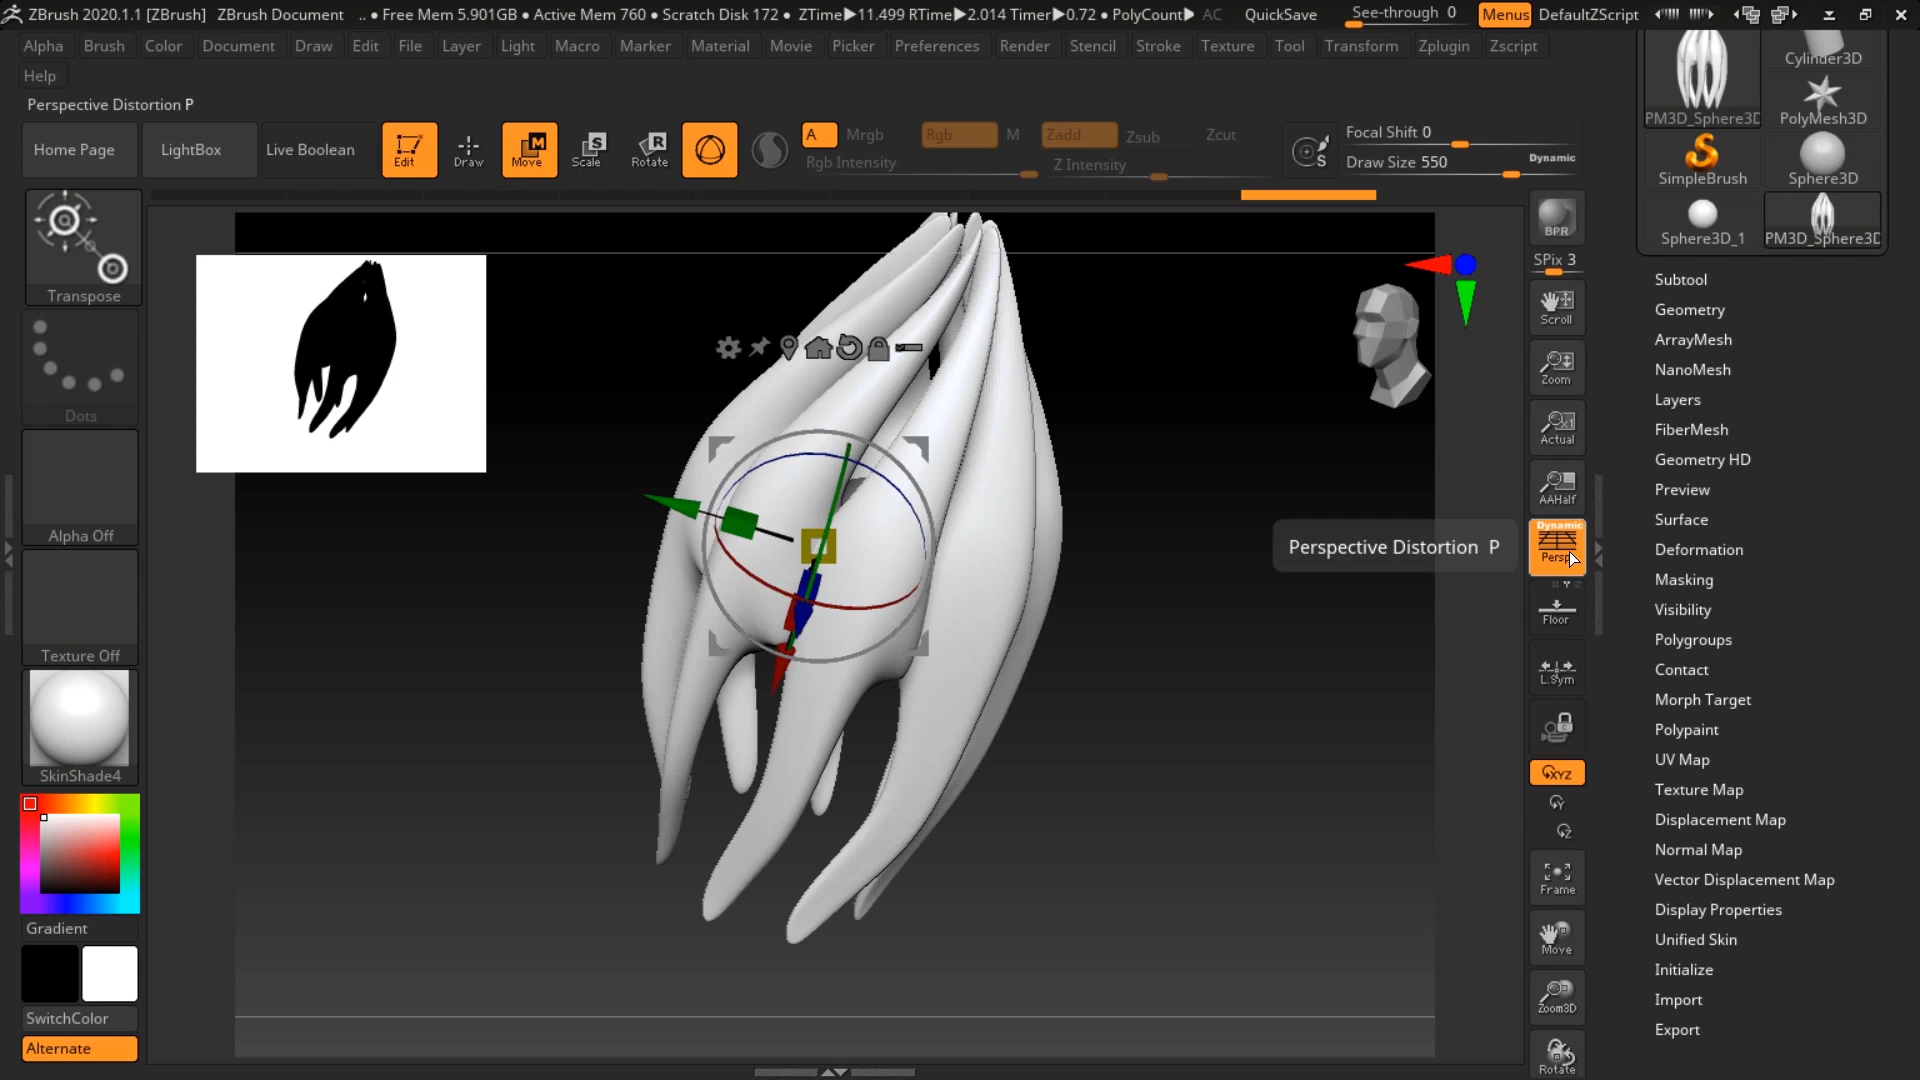 ZBrush 2020.1.1 [ZBrush] ZBrush Document .. • Free Mem 5.901GB • Active Mem 760 • Scratch Disk 172 • ZTime▶11.499 RTime▶2.014 Timer▶0.72 • PolyCount▶ AC QuickSave See-through 0 Menus DefaultZScript
Alpha Brush Color Document Draw Edit File Layer Light Macro Marker Material Movie Picker Preferences Render Stencil Stroke Texture Tool Transform Zplugin Zscript
Help
Perspective Distortion P
Home Page LightBox Live Boolean Edit Draw Move Scale Rotate
M S R
A Mrgb Rgb M Zadd Zsub Zcut
Rgb Intensity Z Intensity
S
Focal Shift 0
Draw Size 550 Dynamic
Transpose
Dots
Alpha Off
Texture Off
SkinShade4
Gradient
SwitchColor
Alternate
Perspective Distortion P
BPR
SPix 3
Scroll
Zoom
Actual
AAHalf
Dynamic
Persp
Floor
L.Sym
XYZ
Y
Z
Frame
Move
Zoom3D
Rotate
Cylinder3D
PM3D_Sphere3D PolyMesh3D
SimpleBrush Sphere3D
Sphere3D_1 PM3D_Sphere3D
Subtool
Geometry
ArrayMesh
NanoMesh
Layers
FiberMesh
Geometry HD
Preview
Surface
Deformation
Masking
Visibility
Polygroups
Contact
Morph Target
Polypaint
UV Map
Texture Map
Displacement Map
Normal Map
Vector Displacement Map
Display Properties
Unified Skin
Initialize
Import
Export